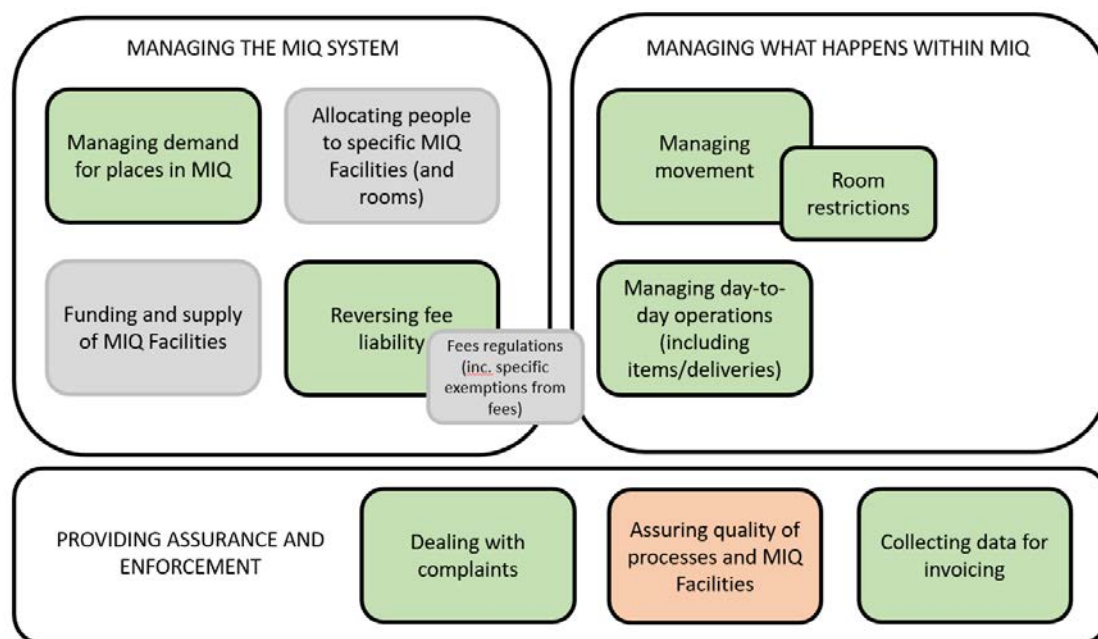 MANAGING THE MIQ SYSTEM
Managing demand
for places in MIQ
Allocating people
to specific MIQ
Facilities (and
rooms)
Funding and supply
of MIQ Facilities
Reversing fee
liability
Fees regulations
(inc. specific
exemptions from
fees)
MANAGING WHAT HAPPENS WITHIN MIQ
Managing
movement
Room
restrictions
Managing day-to-
day operations
(including
items/deliveries)
PROVIDING ASSURANCE AND
ENFORCEMENT
Dealing with
complaints
Assuring quality of
processes and MIQ
Facilities
Collecting data for
invoicing